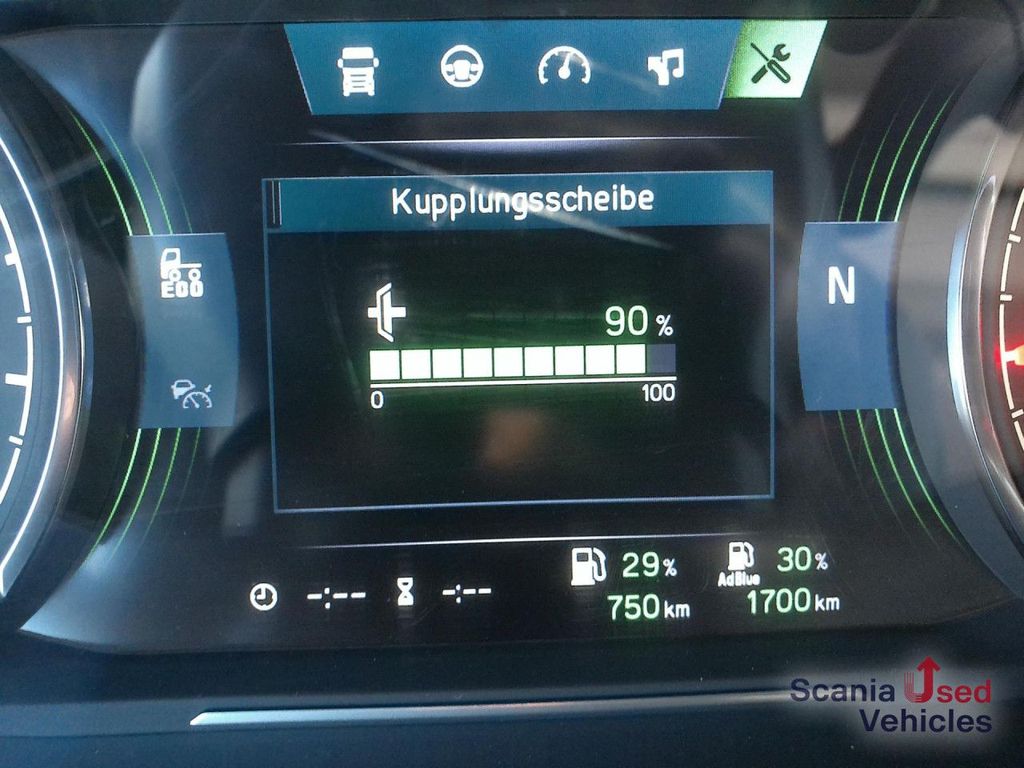 Kupplungsscheibe
ECO
N
90 %
0
100
-:--
-:--
29%
750 km
AdBlue
30%
1700 km
Scania Used
Vehicles